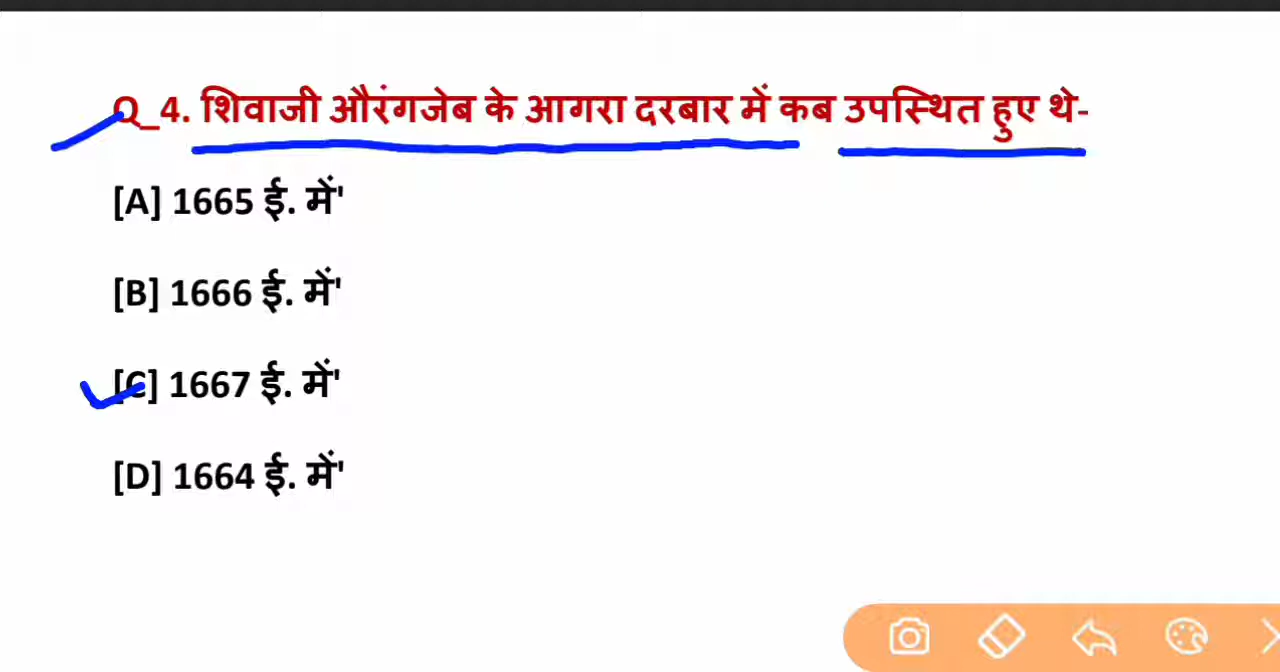 Q_4. शिवाजी औरंगजेब के आगरा दरबार में कब उपस्थित हुए थे-
[A] 1665 ई. में'
[B] 1666 ई. में'
[C] 1667 ई. में'
[D] 1664 ई. में'